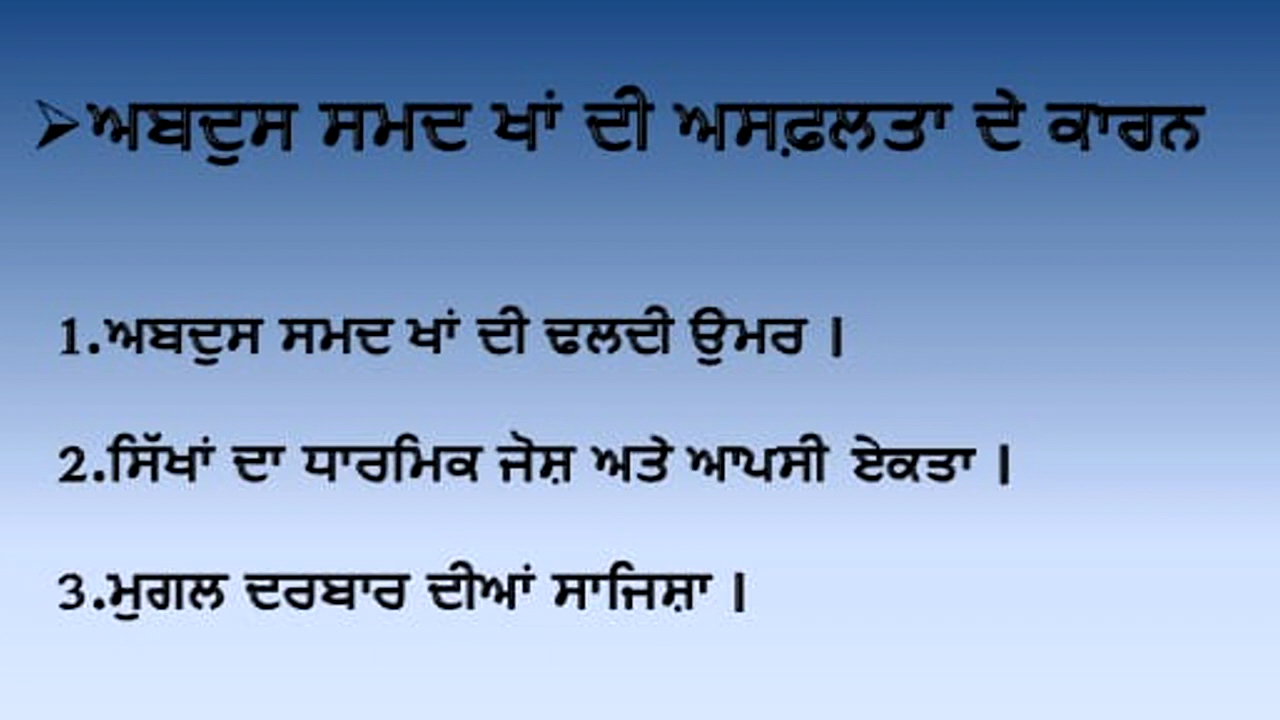 ➢ਅਬਦੁਸ ਸਮਦ ਖਾਂ ਦੀ ਅਸਫ਼ਲਤਾ ਦੇ ਕਾਰਨ
1.ਅਬਦੁਸ ਸਮਦ ਖਾਂ ਦੀ ਢਲਦੀ ਉਮਰ ।
2.ਸਿੱਖਾਂ ਦਾ ਧਾਰਮਿਕ ਜੋਸ਼ ਅਤੇ ਆਪਸੀ ਏਕਤਾ ।
3.ਮੁਗਲ ਦਰਬਾਰ ਦੀਆਂ ਸਾਜਿਸ਼ਾ ।